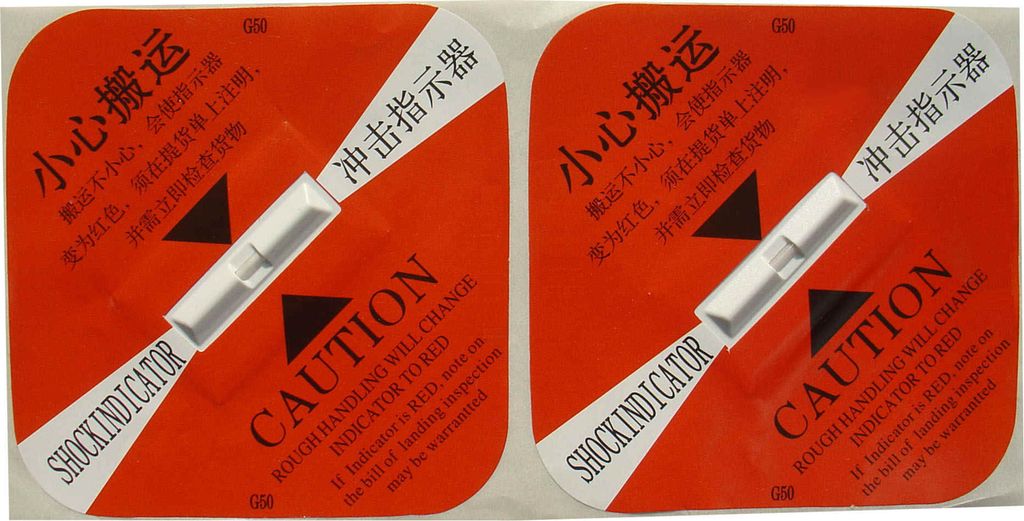 G50
小心搬运
搬运不小心，会使指示器
变为红色，须在提货单上注明，
并需立即检查货物
冲击指示器
SHOCKINDICATOR
CAUTION
ROUGH HANDLING WILL CHANGE
INDICATOR TO RED
If Indicator is RED, note on
the bill of landing inspection
may be warrantted
G50
G50
小心搬运
搬运不小心，会使指示器
变为红色，须在提货单上注明，
并需立即检查货物
冲击指示器
SHOCKINDICATOR
CAUTION
ROUGH HANDLING WILL CHANGE
INDICATOR TO RED
If Indicator is RED, note on
the bill of landing inspection
may be warrantted
G50